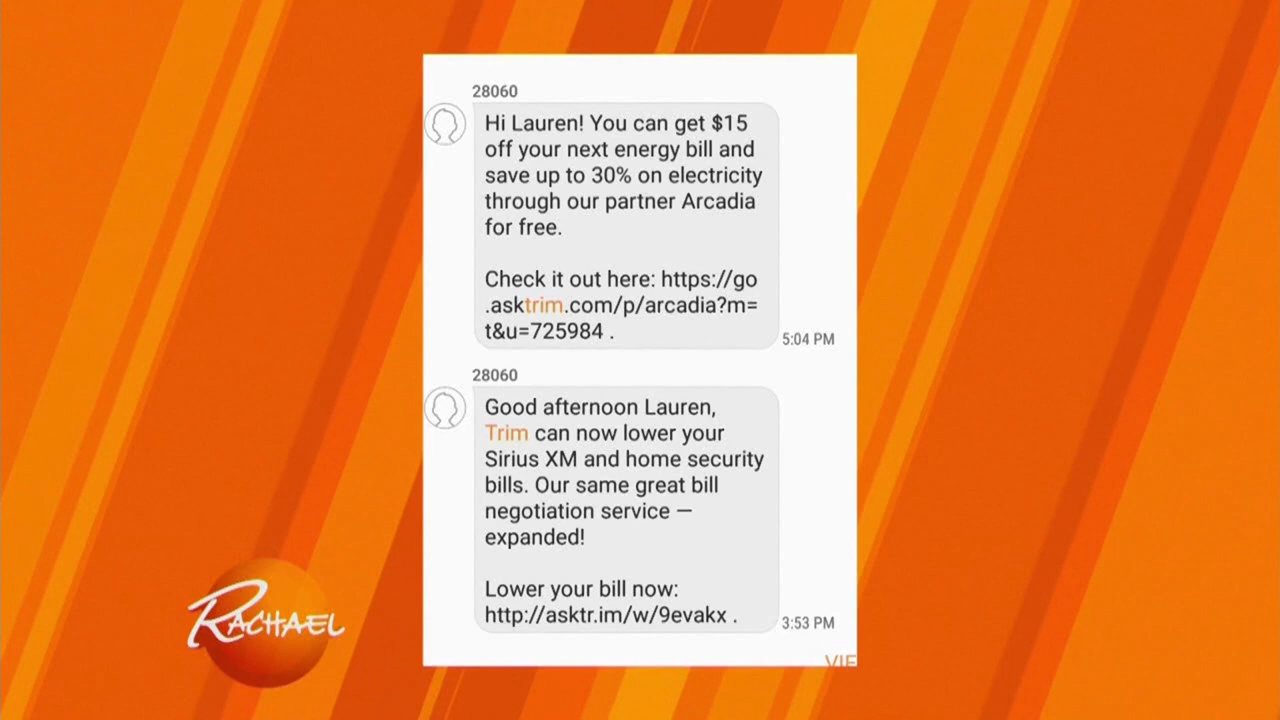 28060
Hi Lauren! You can get $15
off your next energy bill and
save up to 30% on electricity
through our partner Arcadia
for free.
Check it out here: https://go
.asktrim.com/p/arcadia?m=
t&u=725984 .
5:04 PM
28060
Good afternoon Lauren,
Trim can now lower your
Sirius XM and home security
bills. Our same great bill
negotiation service —
expanded!
Lower your bill now:
http://asktr.im/w/9evakx .
3:53 PM
RACHAEL